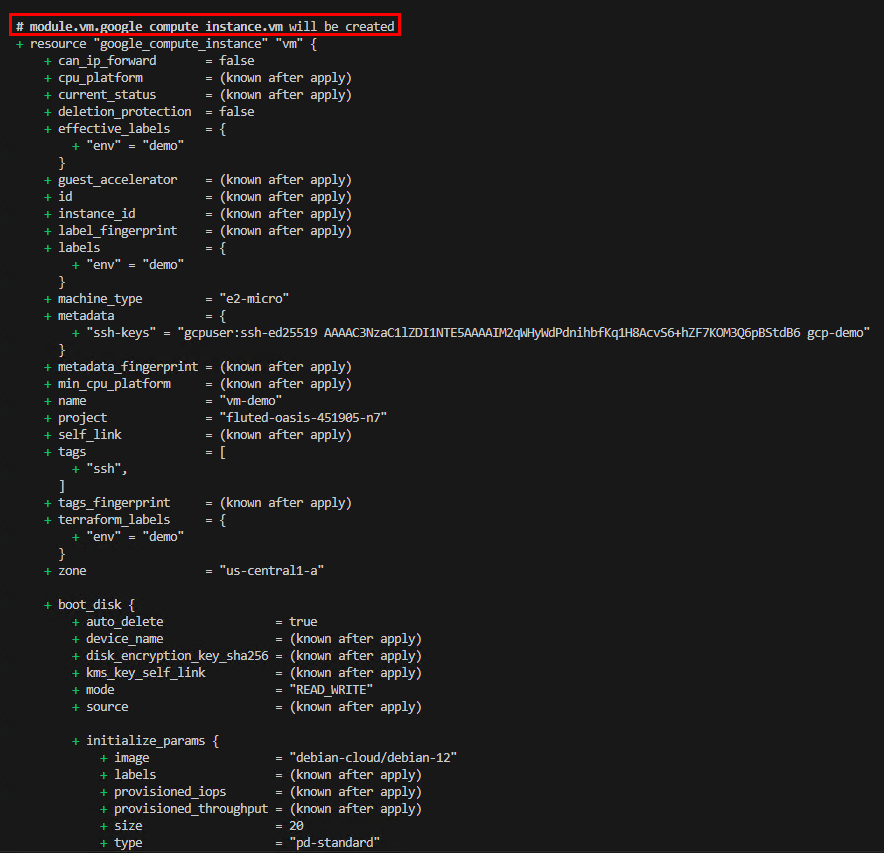 # module.vm.google_compute_instance.vm will be created
+ resource "google_compute_instance" "vm" {
+ can_ip_forward = false
+ cpu_platform = (known after apply)
+ current_status = (known after apply)
+ deletion_protection = false
+ effective_labels = {
+ "env" = "demo"
}
+ guest_accelerator = (known after apply)
+ id = (known after apply)
+ instance_id = (known after apply)
+ label_fingerprint = (known after apply)
+ labels = {
+ "env" = "demo"
}
+ machine_type = "e2-micro"
+ metadata = {
+ "ssh-keys" = "gcpuser:ssh-ed25519 AAAAC3NzaC1lZDI1NTE5AAAAIM2qWHyWdPdnihbfKq1H8AcvS6+hZF7KOM3Q6pBStdB6 gcp-demo"
}
+ metadata_fingerprint = (known after apply)
+ min_cpu_platform = (known after apply)
+ name = "vm-demo"
+ project = "fluted-oasis-451905-n7"
+ self_link = (known after apply)
+ tags = [
+ "ssh",
]
+ tags_fingerprint = (known after apply)
+ terraform_labels = {
+ "env" = "demo"
}
+ zone = "us-central1-a"
+ boot_disk {
+ auto_delete = true
+ device_name = (known after apply)
+ disk_encryption_key_sha256 = (known after apply)
+ kms_key_self_link = (known after apply)
+ mode = "READ_WRITE"
+ source = (known after apply)
+ initialize_params {
+ image = "debian-cloud/debian-12"
+ labels = (known after apply)
+ provisioned_iops = (known after apply)
+ provisioned_throughput = (known after apply)
+ size = 20
+ type = "pd-standard"